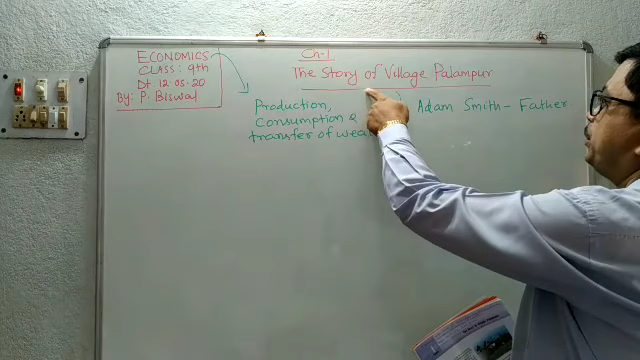 ECONOMICS
CLASS: 9th
Dt 12-05-20
By: P. Biswal
Ch-1
The Story of Village Palampur
Production,
Consumption &
transfer of
Adam Smith - Father